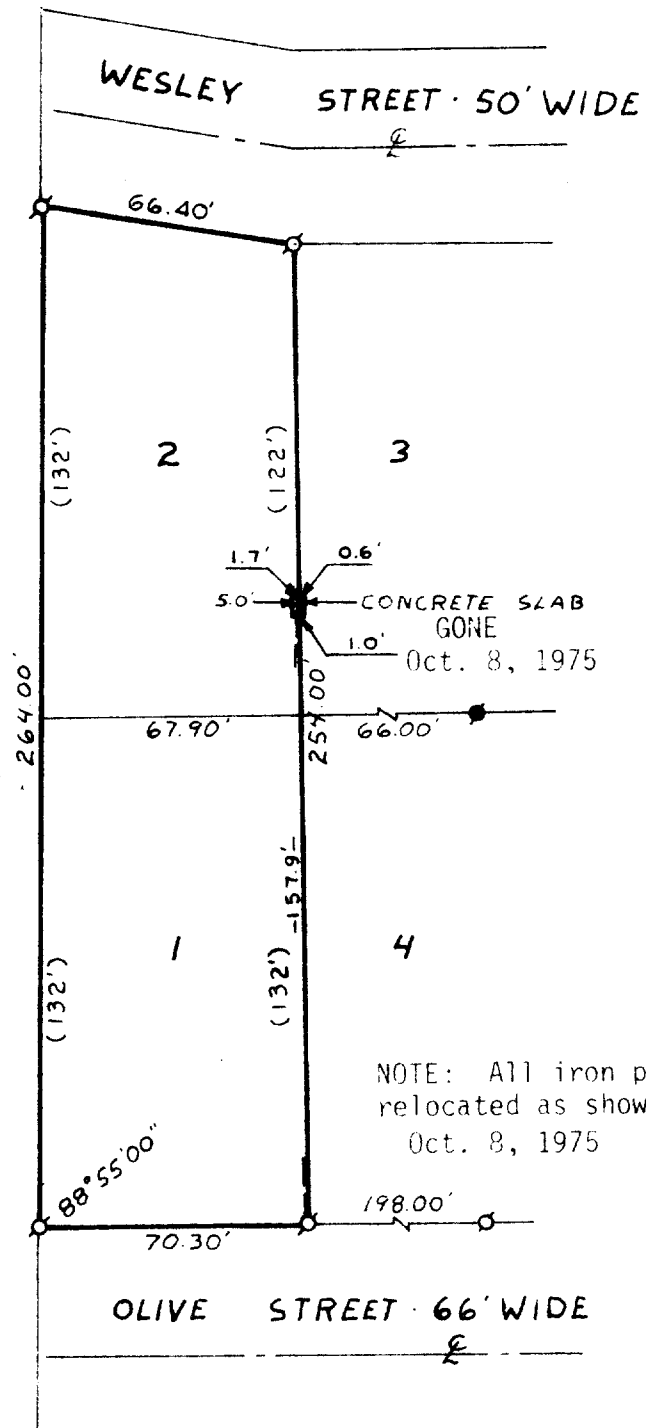 WESLEY STREET · 50' WIDE
℄
66.40'
2
3
(132')
(122')
1.7'
0.6'
5.0'
CONCRETE SLAB
GONE
1.0'
Oct. 8, 1975
264.00'
254.00'
67.90'
66.00'
-157.9'-
1
4
(132')
(132')
NOTE: All iron p
relocated as show
Oct. 8, 1975
88°55'00"
198.00'
70.30'
OLIVE STREET · 66' WIDE
℄